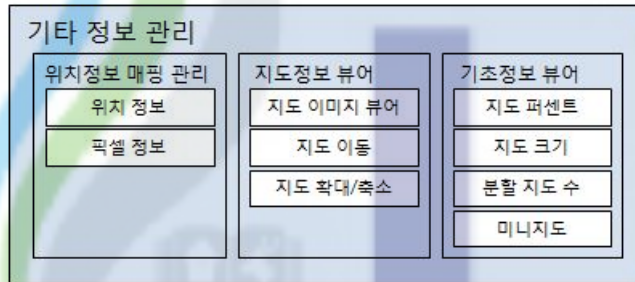 기타 정보 관리
위치정보 매핑 관리
위치 정보
픽셀 정보
지도정보 뷰어
지도 이미지 뷰어
지도 이동
지도 확대/축소
기초정보 뷰어
지도 퍼센트
지도 크기
분할 지도 수
미니지도